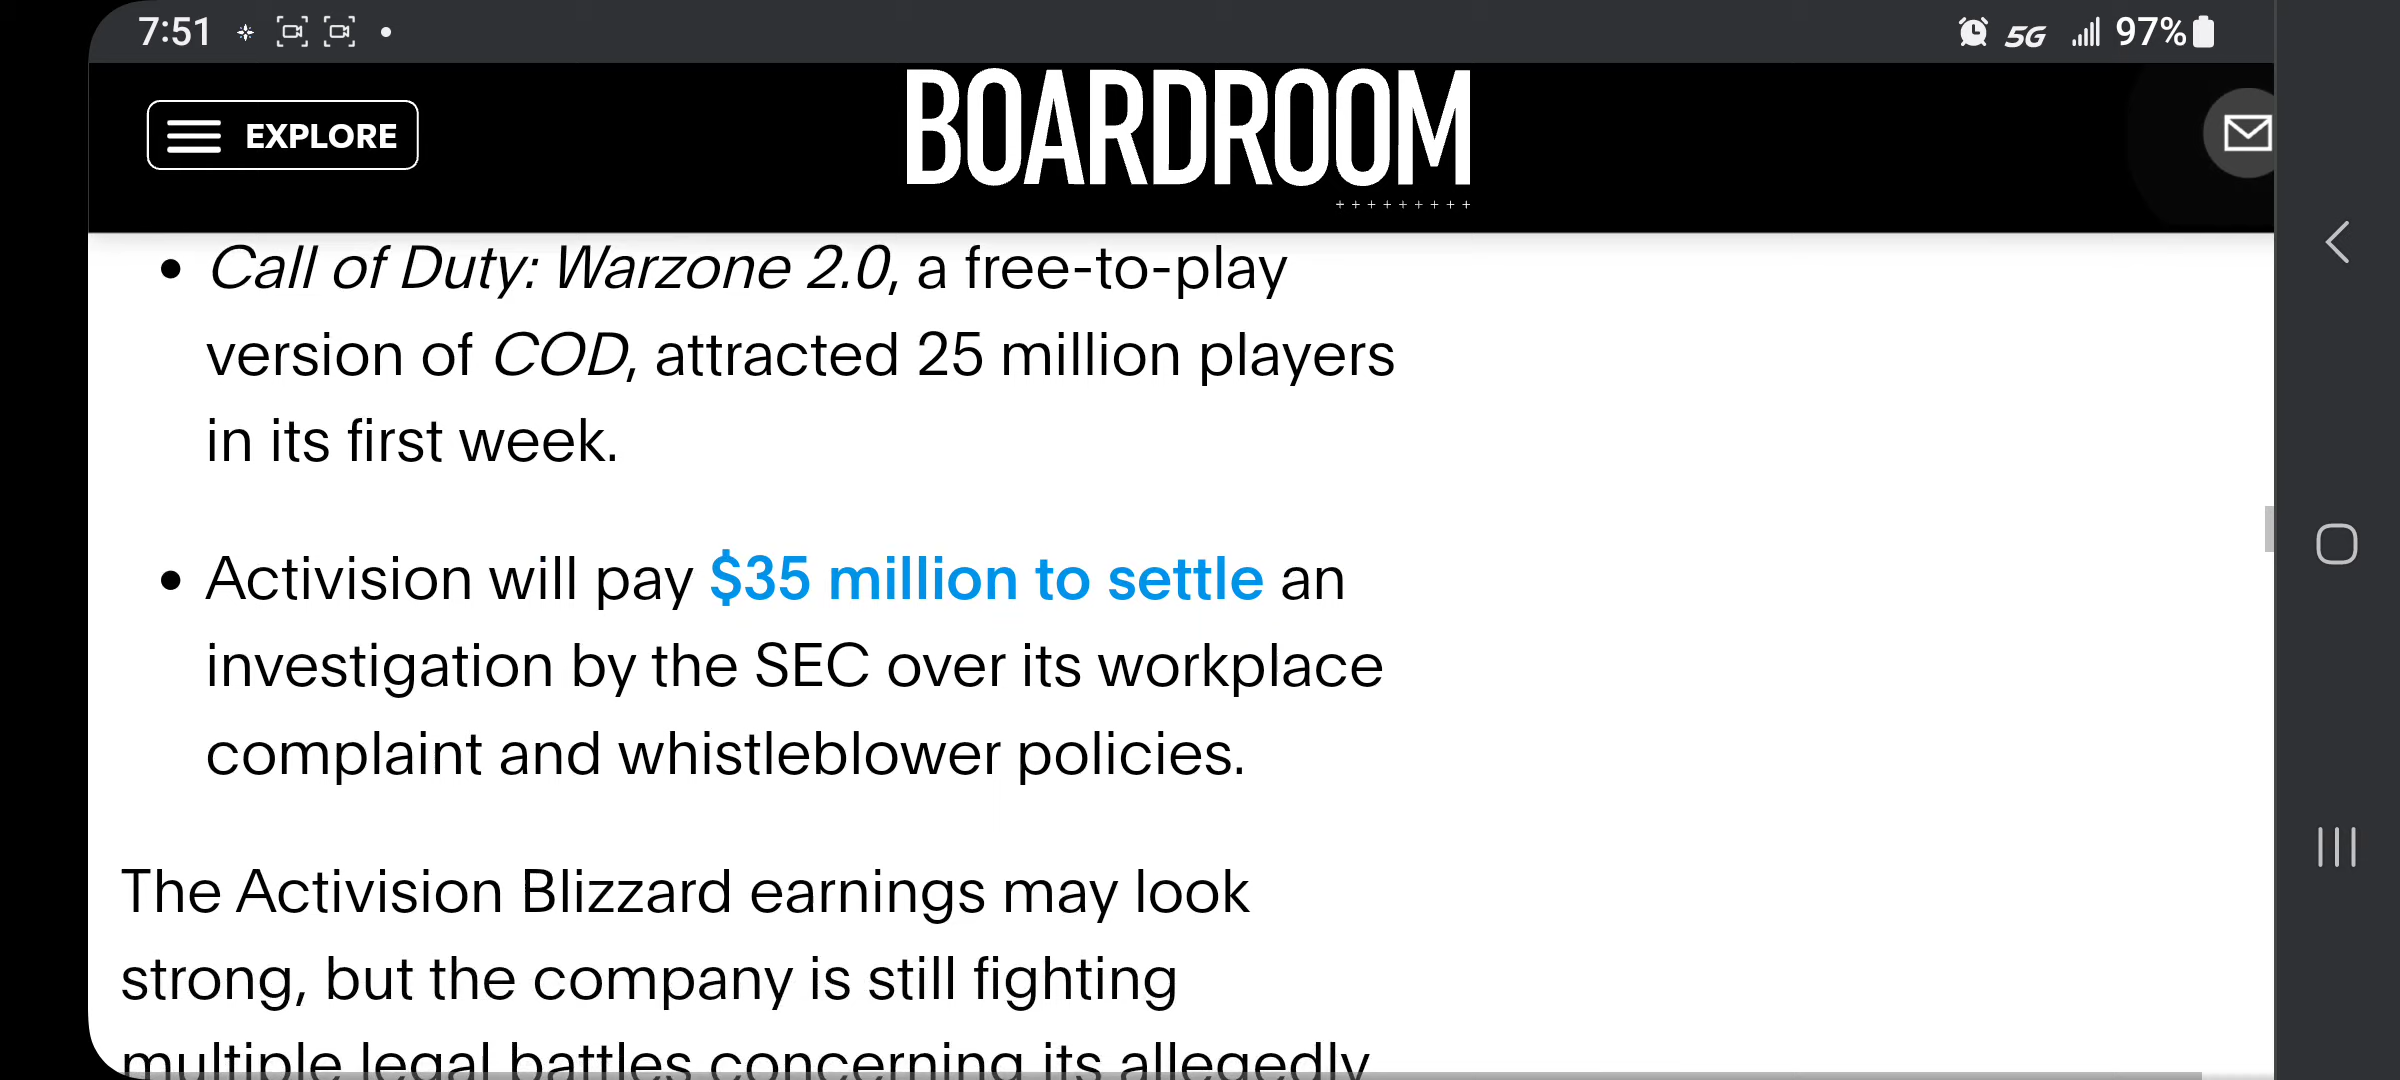 7:51
5G 97%
EXPLORE
BOARDROOM
+ + + + + + + + +
• Call of Duty: Warzone 2.0, a free-to-play
version of COD, attracted 25 million players
in its first week.
• Activision will pay $35 million to settle an
investigation by the SEC over its workplace
complaint and whistleblower policies.
The Activision Blizzard earnings may look
strong, but the company is still fighting
multiple legal battles concerning its allegedly